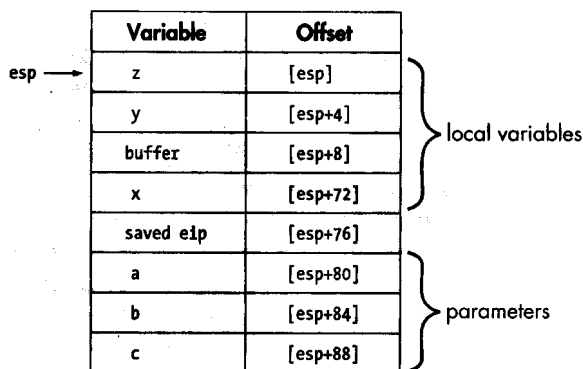 Variable Offset
esp z [esp]
y [esp+4]
local variables
buffer [esp+8]
x [esp+72]
saved eip [esp+76]
a [esp+80]
b [esp+84]
parameters
c [esp+88]